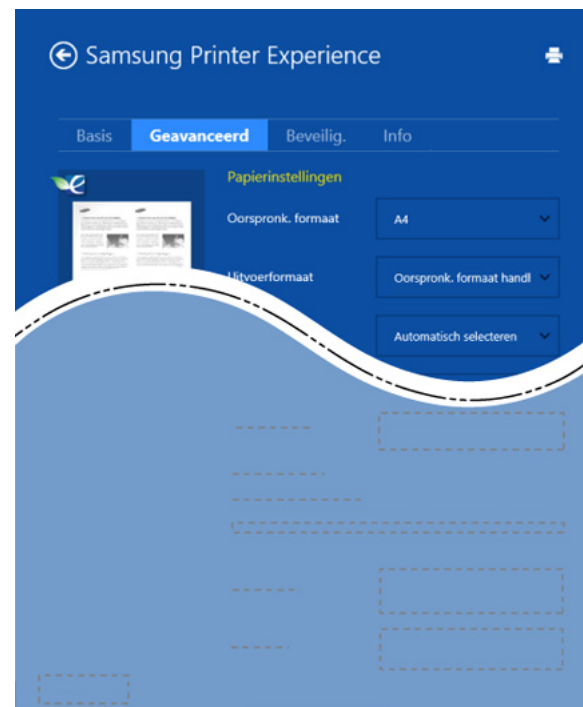 Samsung Printer Experience
Basis Geavanceerd Beveilig. Info
Papierinstellingen
Oorspronk. formaat A4
Uitvoerformaat Oorspronk. formaat handl
Automatisch selecteren